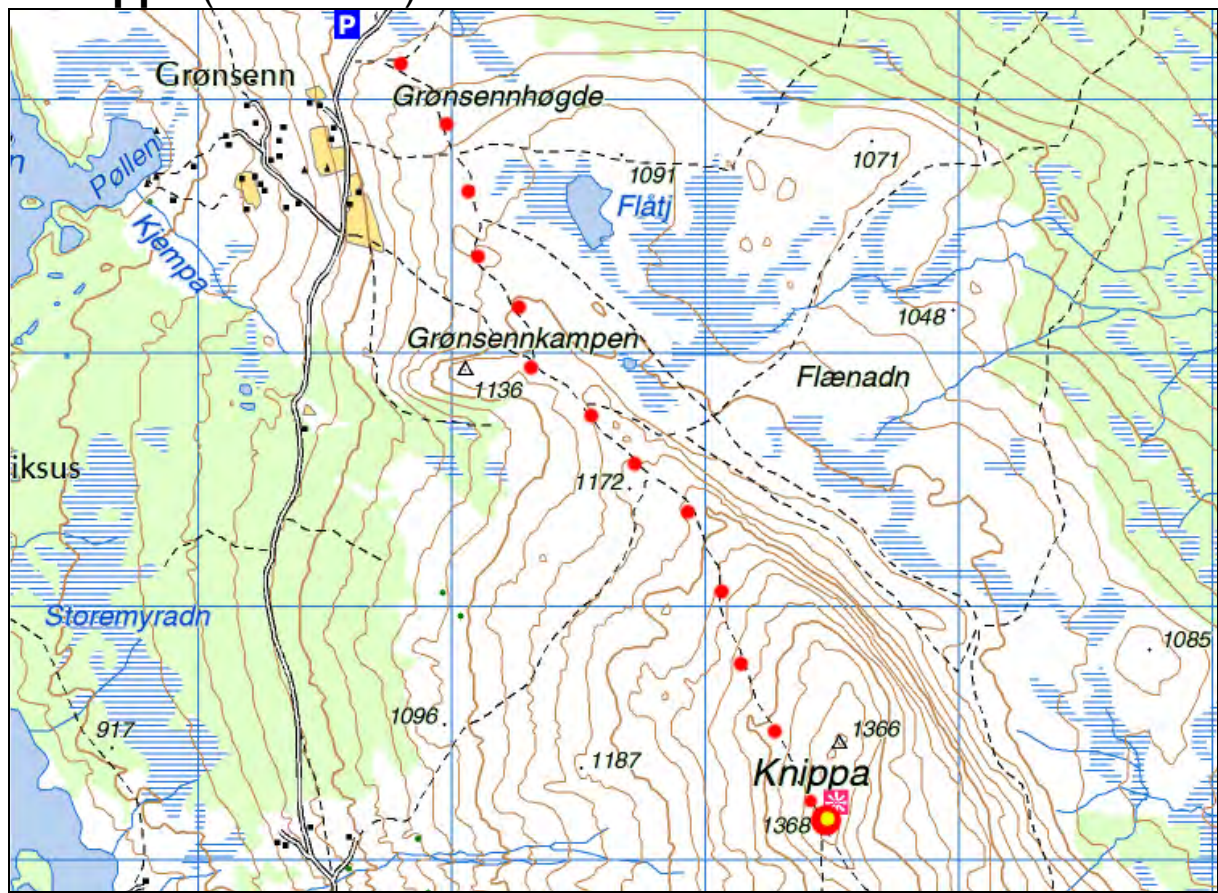 P
Grønsenn
Grønsennhøgde
1071
Pøllen
1091
Flåtj
Kjempa
1048
Grønsennkampen
1136
Flænadn
iksus
1172
Storemyradn
1085
1096
917
1366
1187
Knippa
1368